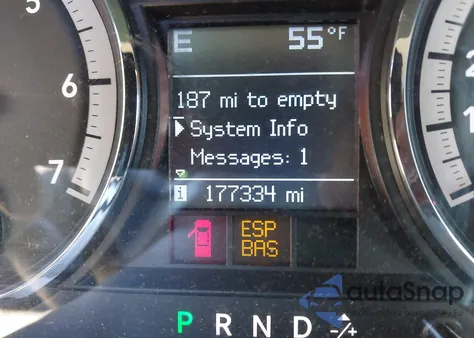 5
6
7
E 55°F
187 mi to empty
System Info
Messages: 1
i 177334 mi
ESP
BAS
autoSnap
P R N D -/+